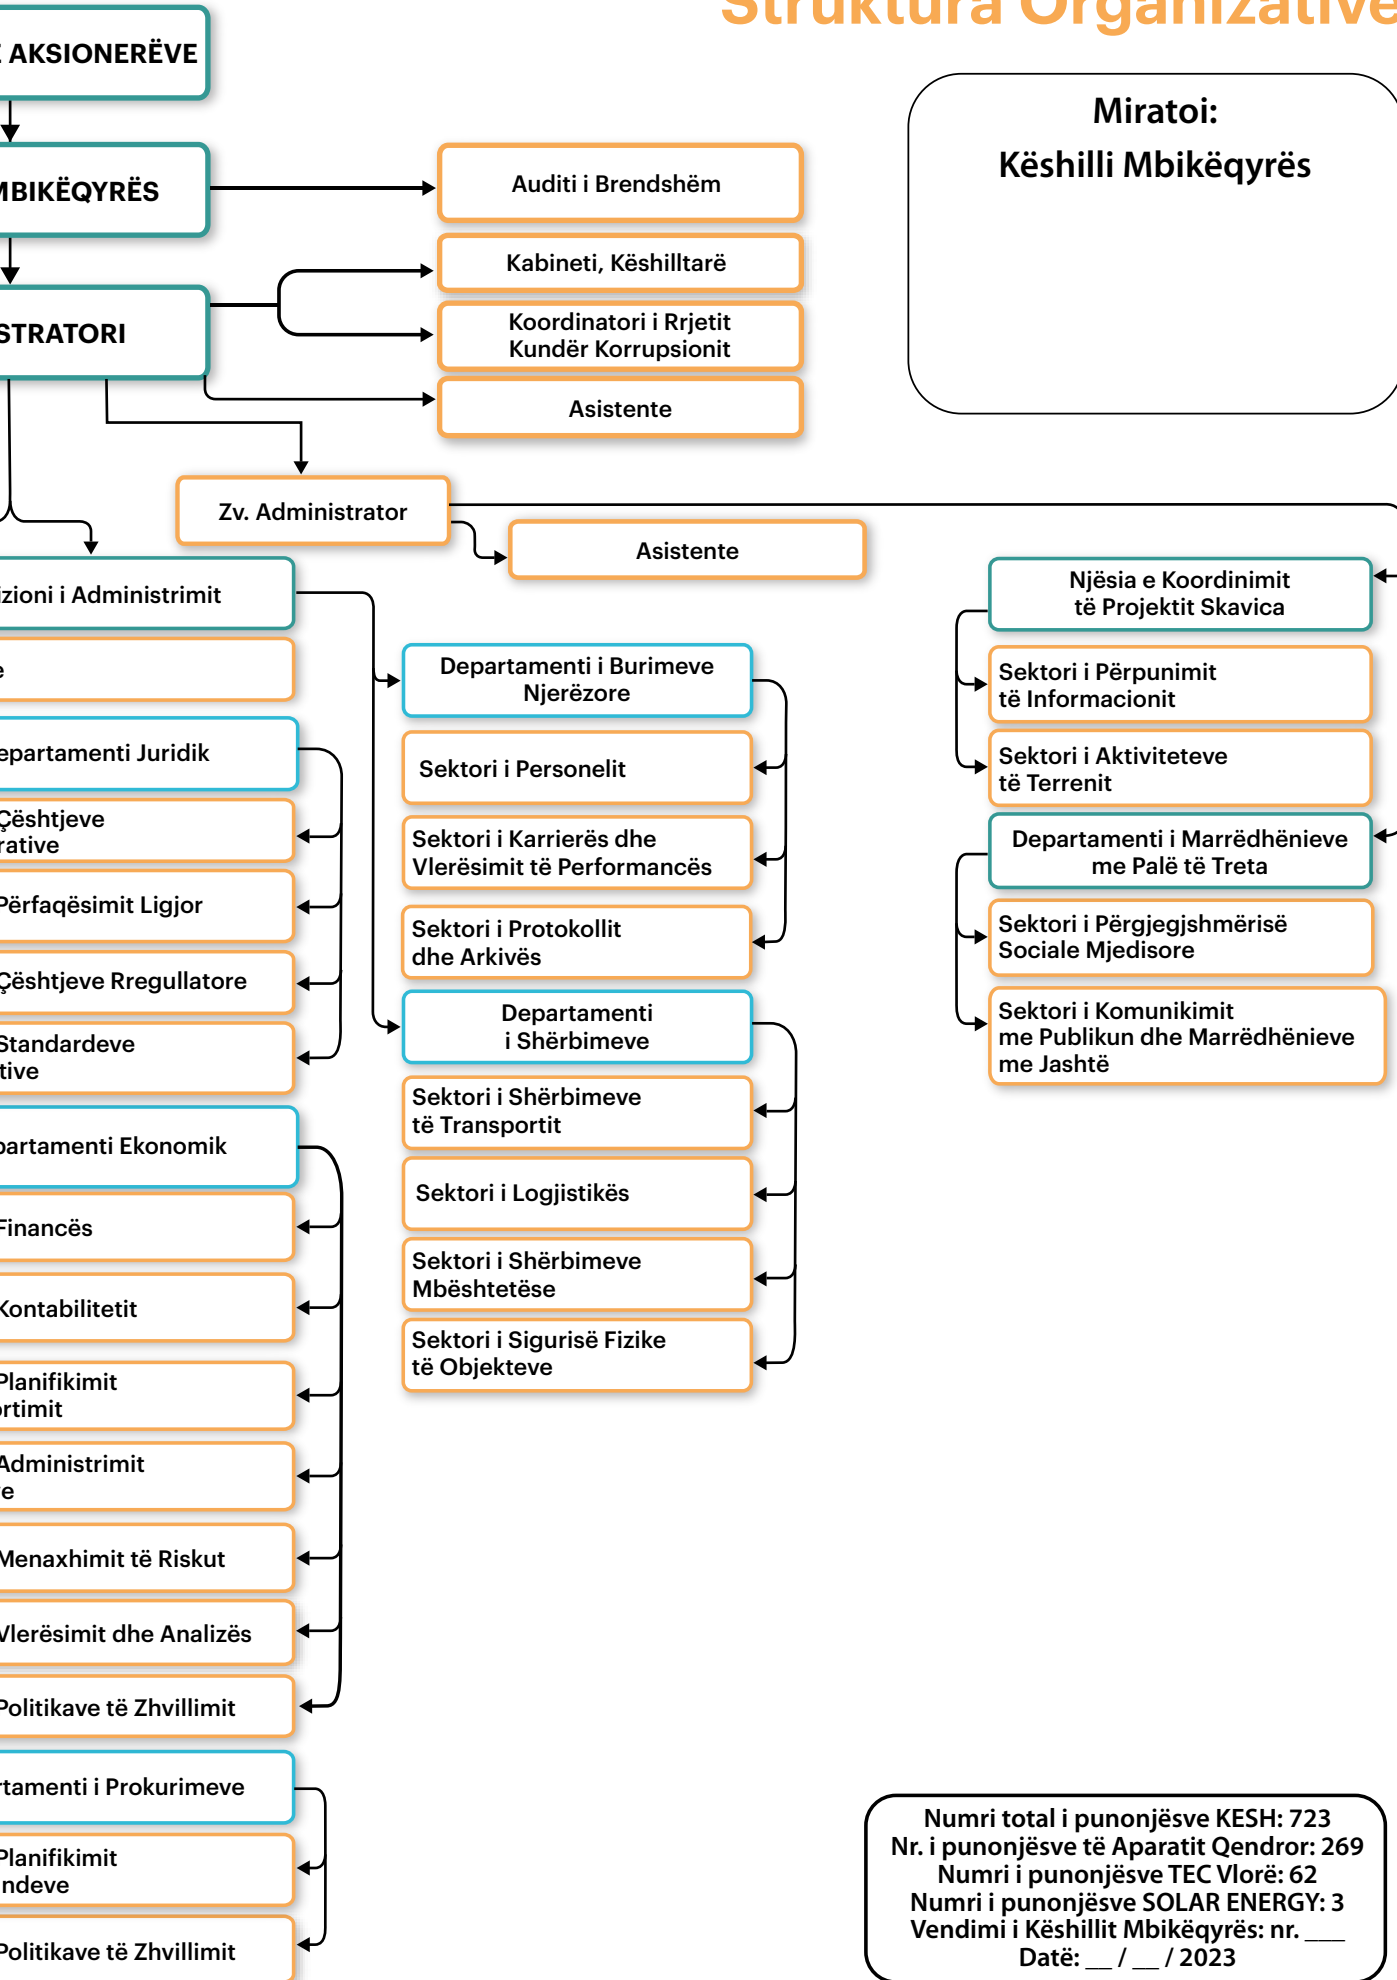 Struktura Organizative
AKSIONERËVE
MBIKËQYRËS
STRATORI
Miratoi:
Këshilli Mbikëqyrës
Auditi i Brendshëm
Kabineti, Këshilltarë
Koordinatori i Rrjetit
Kundër Korrupsionit
Asistente
Zv. Administrator
Asistente
izioni i Administrimit
e
epartamenti Juridik
Çështjeve
rative
Përfaqësimit Ligjor
Çështjeve Rregullatore
Standardeve
tive
partamenti Ekonomik
Financës
Kontabilitetit
Planifikimit
ortimit
Administrimit
e
Menaxhimit të Riskut
Vlerësimit dhe Analizës
Politikave të Zhvillimit
rtamenti i Prokurimeve
Planifikimit
ndeve
Politikave të Zhvillimit
Departamenti i Burimeve
Njerëzore
Sektori i Personelit
Sektori i Karrierës dhe
Vlerësimit të Performancës
Sektori i Protokollit
dhe Arkivës
Departamenti
i Shërbimeve
Sektori i Shërbimeve
të Transportit
Sektori i Logjistikës
Sektori i Shërbimeve
Mbështetëse
Sektori i Sigurisë Fizike
të Objekteve
Njësia e Koordinimit
të Projektit Skavica
Sektori i Përpunimit
të Informacionit
Sektori i Aktiviteteve
të Terrenit
Departamenti i Marrëdhënieve
me Palë të Treta
Sektori i Përgjegjshmërisë
Sociale Mjedisore
Sektori i Komunikimit
me Publikun dhe Marrëdhënieve
me Jashtë
Numri total i punonjësve KESH: 723
Nr. i punonjësve të Aparatit Qendror: 269
Numri i punonjësve TEC Vlorë: 62
Numri i punonjësve SOLAR ENERGY: 3
Vendimi i Këshillit Mbikëqyrës: nr. ___
Datë: __ / __ / 2023